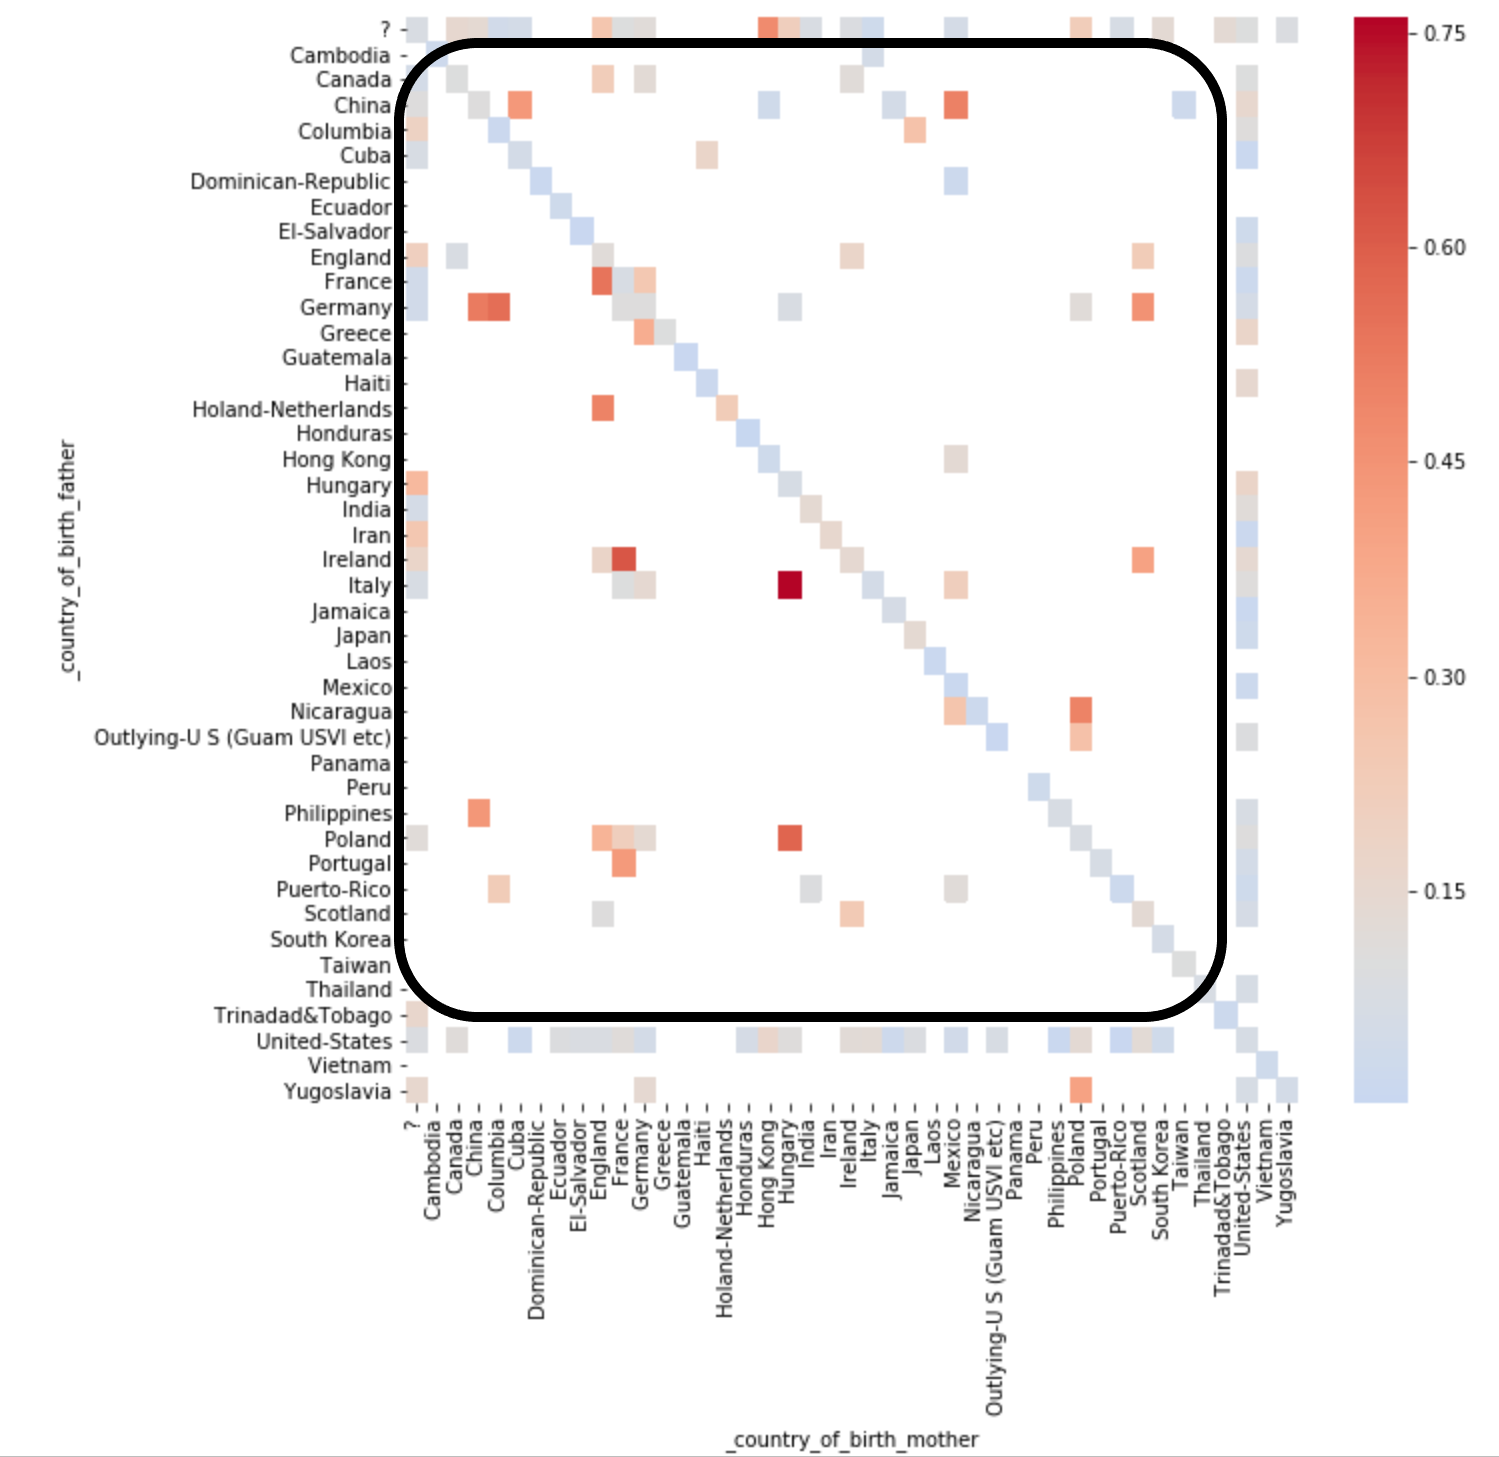 ?
Cambodia
Canada
China
Columbia
Cuba
Dominican-Republic
Ecuador
El-Salvador
England
France
Germany
Greece
Guatemala
Haiti
Holand-Netherlands
Honduras
Hong Kong
Hungary
India
Iran
Ireland
Italy
Jamaica
Japan
Laos
Mexico
Nicaragua
Outlying-U S (Guam USVI etc)
Panama
Peru
Philippines
Poland
Portugal
Puerto-Rico
Scotland
South Korea
Taiwan
Thailand
Trinadad&Tobago
United-States
Vietnam
Yugoslavia
_country_of_birth_father
?
Cambodia
Canada
China
Columbia
Cuba
Dominican-Republic
Ecuador
El-Salvador
England
France
Germany
Greece
Guatemala
Haiti
Holand-Netherlands
Honduras
Hong Kong
Hungary
India
Iran
Ireland
Italy
Jamaica
Japan
Laos
Mexico
Nicaragua
Outlying-U S (Guam USVI etc)
Panama
Peru
Philippines
Poland
Portugal
Puerto-Rico
Scotland
South Korea
Taiwan
Thailand
Trinadad&Tobago
United-States
Vietnam
Yugoslavia
_country_of_birth_mother
0.75
0.60
0.45
0.30
0.15